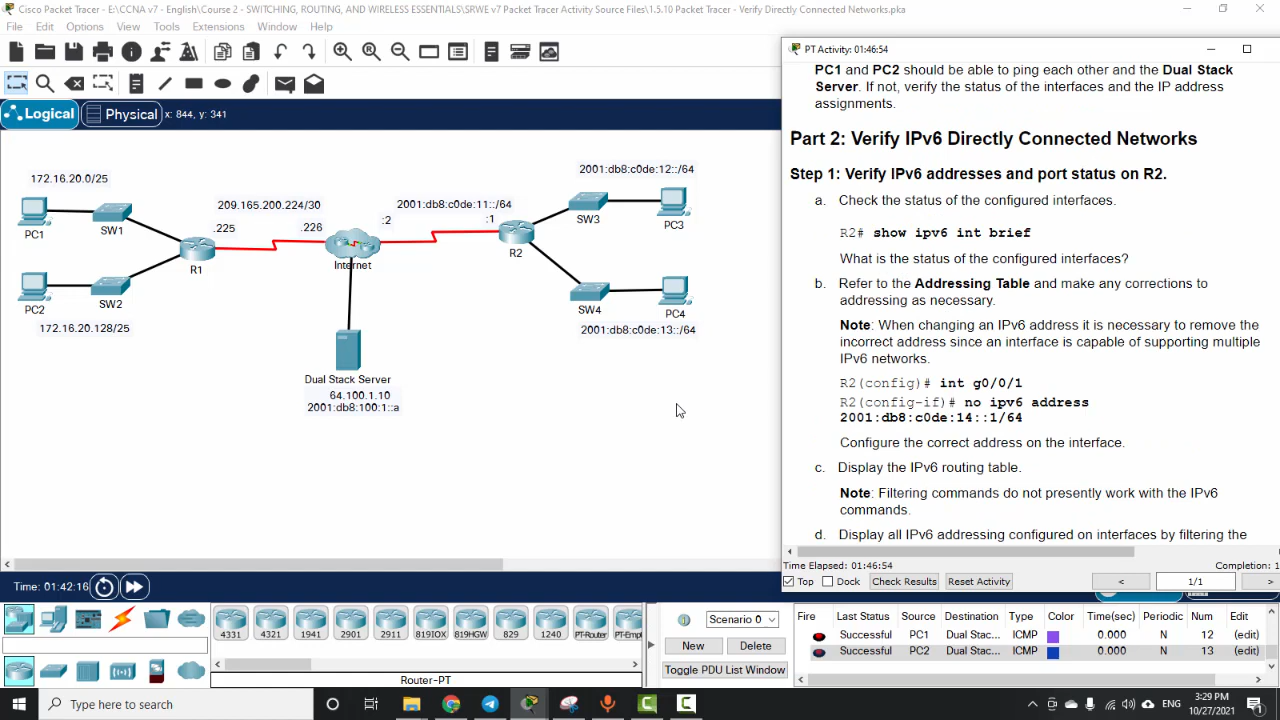 Cisco Packet Tracer - E:\CCNA v7 - English\Course 2 - SWITCHING, ROUTING, AND WIRELESS ESSENTIALS\SRWE v7 Packet Tracer Activity Source Files\1.5.10 Packet Tracer - Verify Directly Connected Networks.pka
File Edit Options View Tools Extensions Window Help
Logical Physical x: 844, y: 341
172.16.20.0/25
PC1
SW1
209.165.200.224/30
.225
.226
R1
PC2
SW2
172.16.20.128/25
Internet
:2
2001:db8:c0de:11::/64
:1
R2
2001:db8:c0de:12::/64
SW3
PC3
SW4
PC4
2001:db8:c0de:13::/64
Dual Stack Server
64.100.1.10
2001:db8:100:1::a
PT Activity: 01:46:54
PC1 and PC2 should be able to ping each other and the Dual Stack
Server. If not, verify the status of the interfaces and the IP address
assignments.
Part 2: Verify IPv6 Directly Connected Networks
Step 1: Verify IPv6 addresses and port status on R2.
a. Check the status of the configured interfaces.
R2# show ipv6 int brief
What is the status of the configured interfaces?
b. Refer to the Addressing Table and make any corrections to
addressing as necessary.
Note: When changing an IPv6 address it is necessary to remove the
incorrect address since an interface is capable of supporting multiple
IPv6 networks.
R2(config)# int g0/0/1
R2(config-if)# no ipv6 address
2001:db8:c0de:14::1/64
Configure the correct address on the interface.
c. Display the IPv6 routing table.
Note: Filtering commands do not presently work with the IPv6
commands.
d. Display all IPv6 addressing configured on interfaces by filtering the
Time Elapsed: 01:46:54 Completion: 1
Top Dock Check Results Reset Activity < 1/1 >
Time: 01:42:16
4331 4321 1941 2901 2911 819IOX 819HGW 829 1240 PT-Router PT-Empt
Router-PT
Scenario 0
New Delete
Toggle PDU List Window
Fire Last Status Source Destination Type Color Time(sec) Periodic Num Edit
Successful PC1 Dual Stac... ICMP 0.000 N 12 (edit)
Successful PC2 Dual Stac... ICMP 0.000 N 13 (edit)
Type here to search
ENG
3:29 PM
10/27/2021